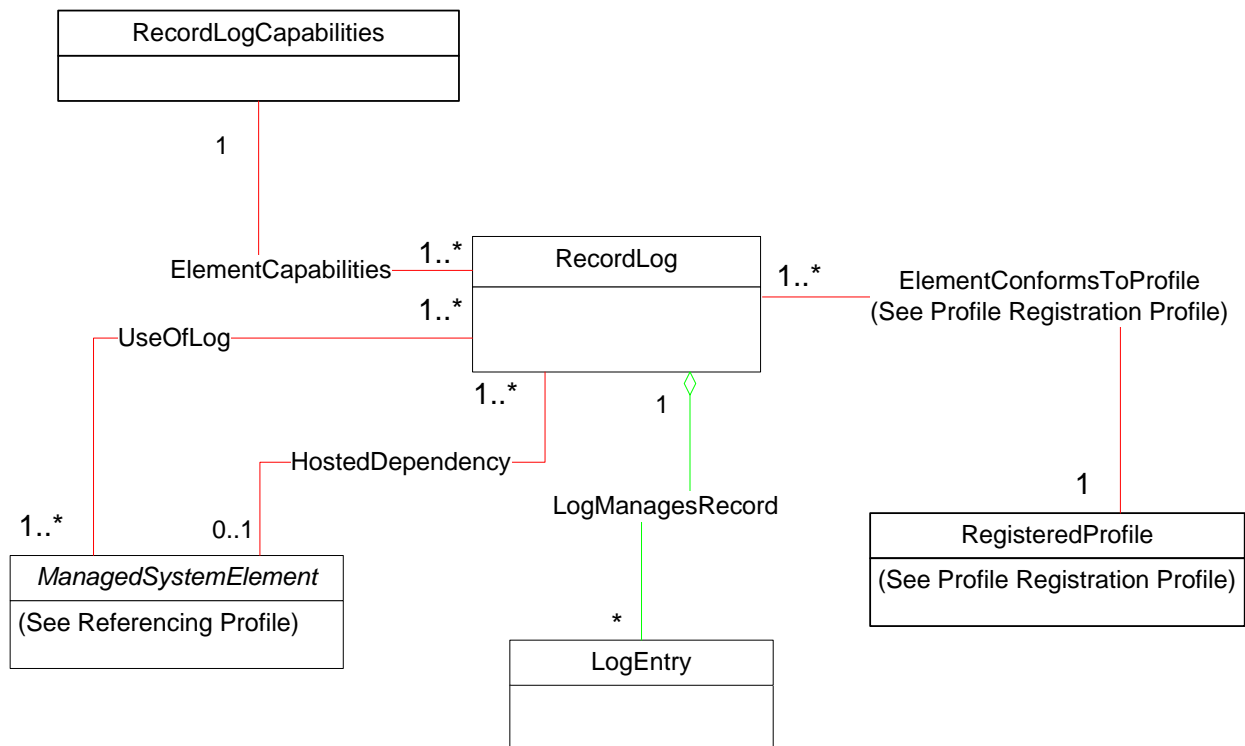 RecordLogCapabilities
1
ElementCapabilities
1..*
RecordLog
1..*
ElementConformsToProfile
(See Profile Registration Profile)
UseOfLog
1..*
1..*
1
HostedDependency
LogManagesRecord
1..*
0..1
1
ManagedSystemElement
(See Referencing Profile)
RegisteredProfile
(See Profile Registration Profile)
*
LogEntry